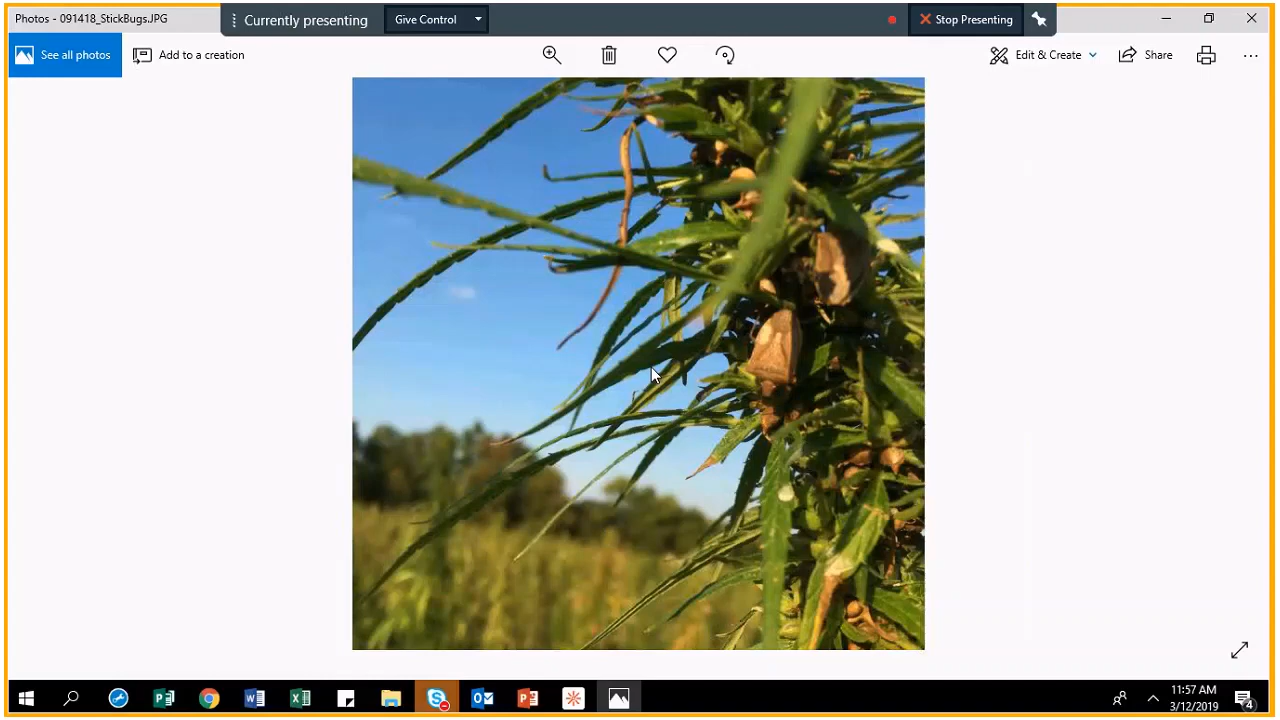 Photos - 091418_StickBugs.JPG
Currently presenting
Give Control
Stop Presenting
See all photos
Add to a creation
Edit & Create
Share
11:57 AM
3/12/2019
4